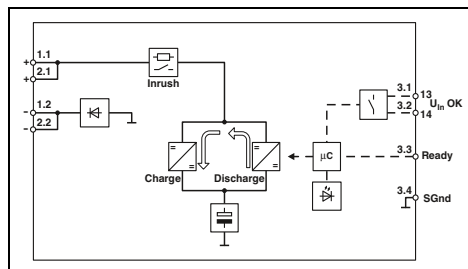 1.1
+
2.1
+
1.2
-
2.2
-
Inrush
Charge
Discharge
µC
3.1
13
3.2
14
UIn OK
3.3
Ready
3.4
SGnd